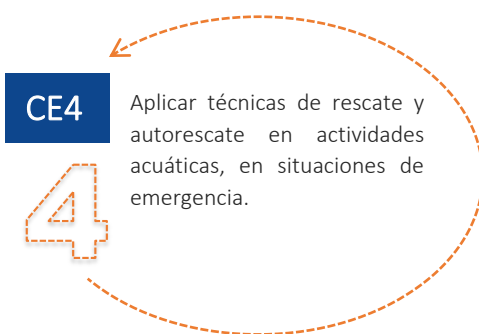 CE4
Aplicar técnicas de rescate y
autorescate en actividades
acuáticas, en situaciones de
emergencia.
4